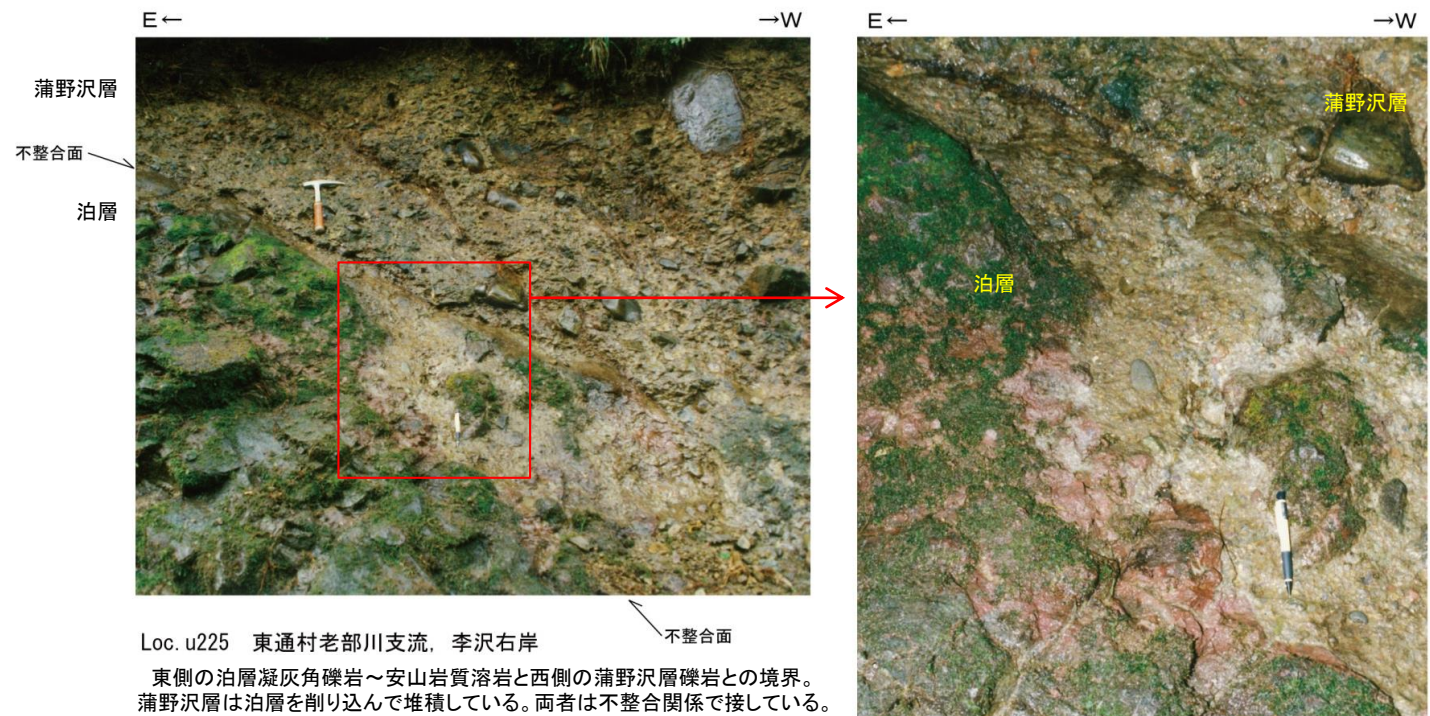 E← →W
E← →W
蒲野沢層
不整合面
泊層
蒲野沢層
泊層
不整合面
Loc. u225 東通村老部川支流, 李沢右岸
東側の泊層凝灰角礫岩～安山岩質溶岩と西側の蒲野沢層礫岩との境界。
蒲野沢層は泊層を削り込んで堆積している。両者は不整合関係で接している。